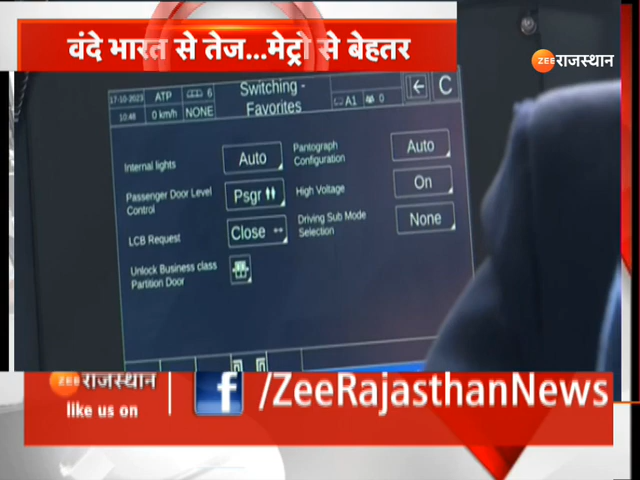 वंदे भारत से तेज...मेट्रो से बेहतर
ZEE राजस्थान
17-10-2023 ATP 6 Switching - Favorites A1 0 C
10:48 0 km/h NONE
Internal lights Auto
Pantograph Configuration Auto
Passenger Door Level Control Psgr
High Voltage On
LCB Request Close
Driving Sub Mode Selection None
Unlock Business class Partition Door
ZEE राजस्थान
like us on
f /ZeeRajasthanNews